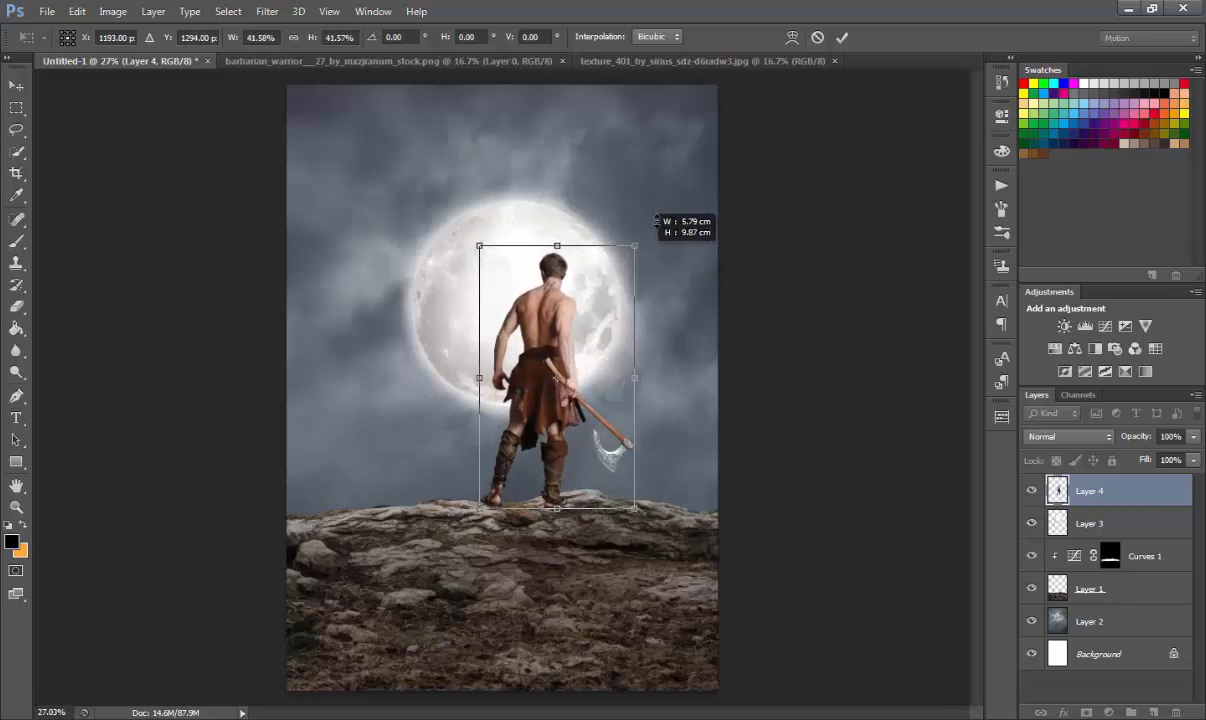 Ps File Edit Image Layer Type Select Filter 3D View Window Help
X: 1193.00 p: Y: 1294.00 p: W: 41.58% H: 41.57% 0.00 ° H: 0.00 ° V: 0.00 ° Interpolation: Bicubic Motion
Untitled-1 @ 27% (Layer 4, RGB/8) * × barbarian_warrior___27_by_mxzjranum_stock.png @ 16.7% (Layer 0, RGB/8) × texture_401_by_sirius_sdz-d6radw3.jpg @ 16.7% (RGB/8) ×
Swatches
W : 5.79 cm
H : 9.87 cm
Adjustments
Add an adjustment
Layers Channels
Kind
Normal Opacity: 100%
Lock: Fill: 100%
Layer 4
Layer 3
Curves 1
Layer 1
Layer 2
Background
27.03% Doc: 14.6M/87.9M